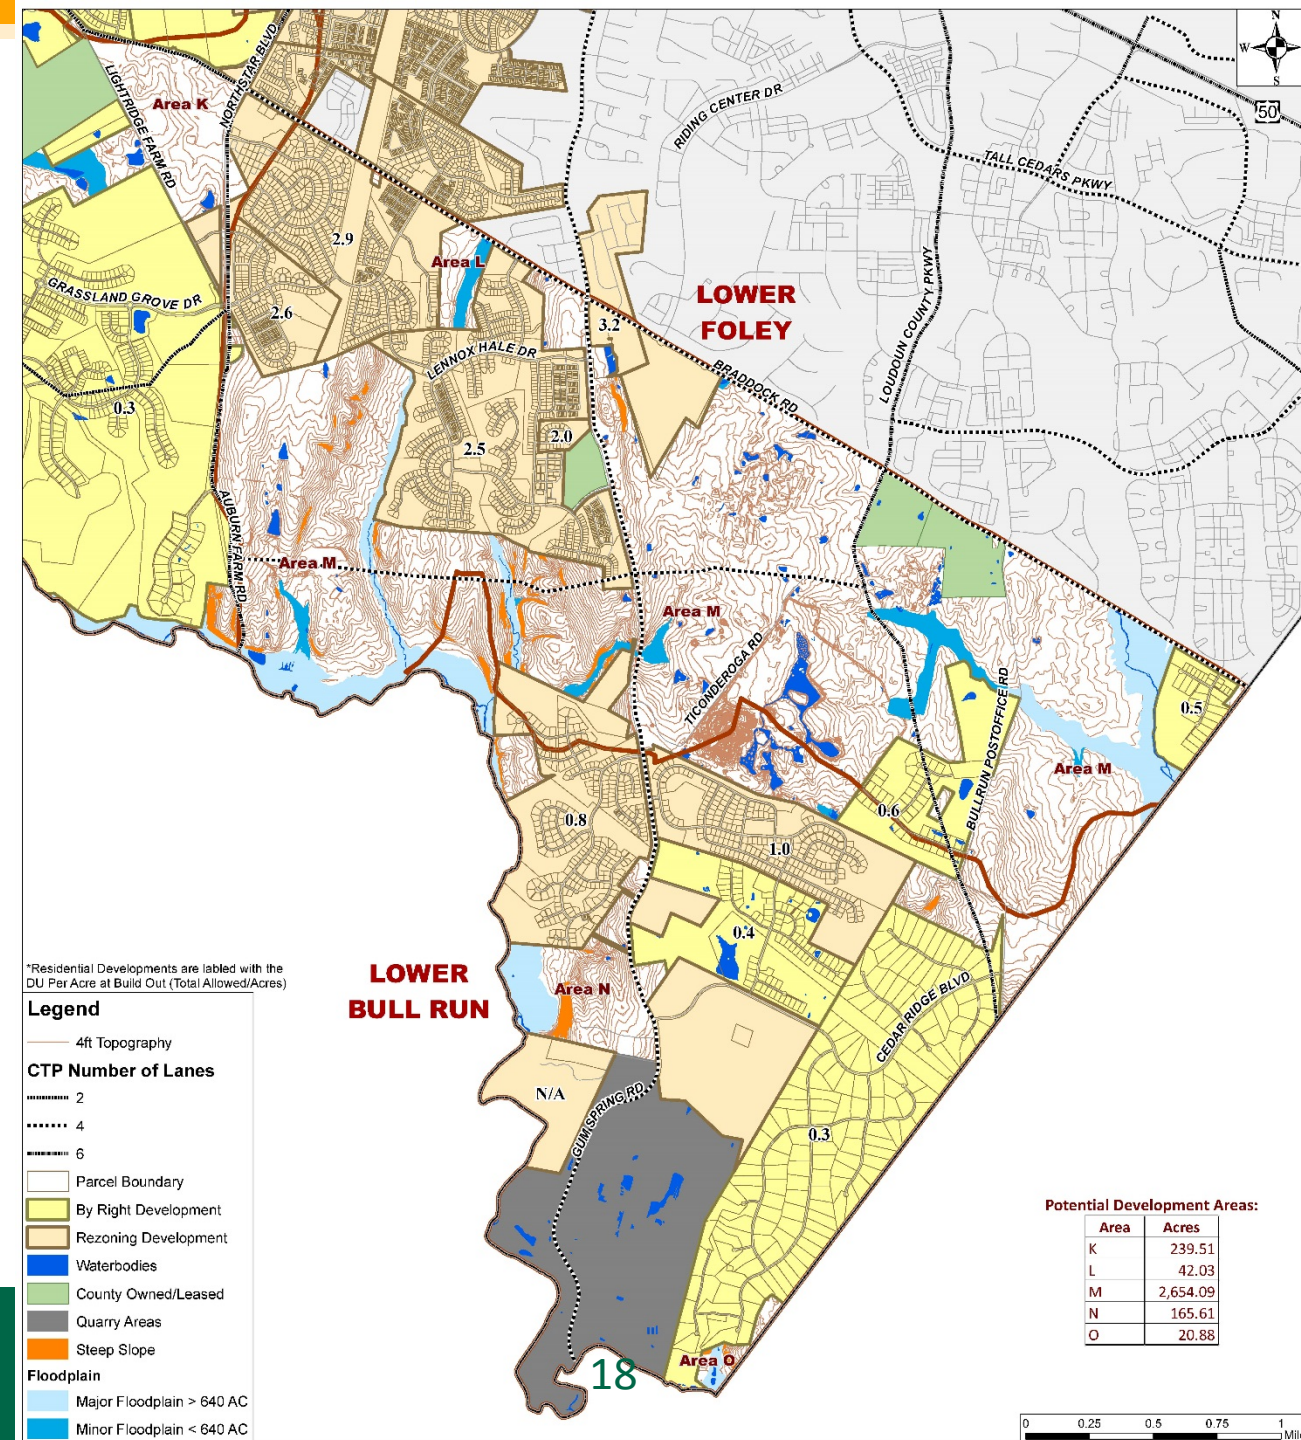 N
W
E
S
50
LIGHTRIDGE FARM RD
Area K
NORTHSTAR BLVD
RIDING CENTER DR
TALL CEDARS PKWY
2.9
Area L
GRASSLAND GROVE DR
2.6
LOWER
FOLEY
3.2
LOUDOUN COUNTY PKWY
LENNOX HALE DR
BRADDOCK RD
0.3
2.0
2.5
AUBURN FARM RD
Area M
Area M
TICONDEROGA RD
BULLRUN POSTOFFICE RD
0.5
Area M
0.8
0.6
1.0
0.4
LOWER
BULL RUN
Area N
CEDAR RIDGE BLVD
N/A
GUM SPRING RD
0.3
*Residential Developments are labled with the
DU Per Acre at Build Out (Total Allowed/Acres)
Legend
4ft Topography
CTP Number of Lanes
2
4
6
Parcel Boundary
By Right Development
Rezoning Development
Waterbodies
County Owned/Leased
Quarry Areas
Steep Slope
Floodplain
Major Floodplain > 640 AC
Minor Floodplain < 640 AC
Potential Development Areas:
Area Acres
K 239.51
L 42.03
M 2,654.09
N 165.61
O 20.88
Area O
18
0 0.25 0.5 0.75 1